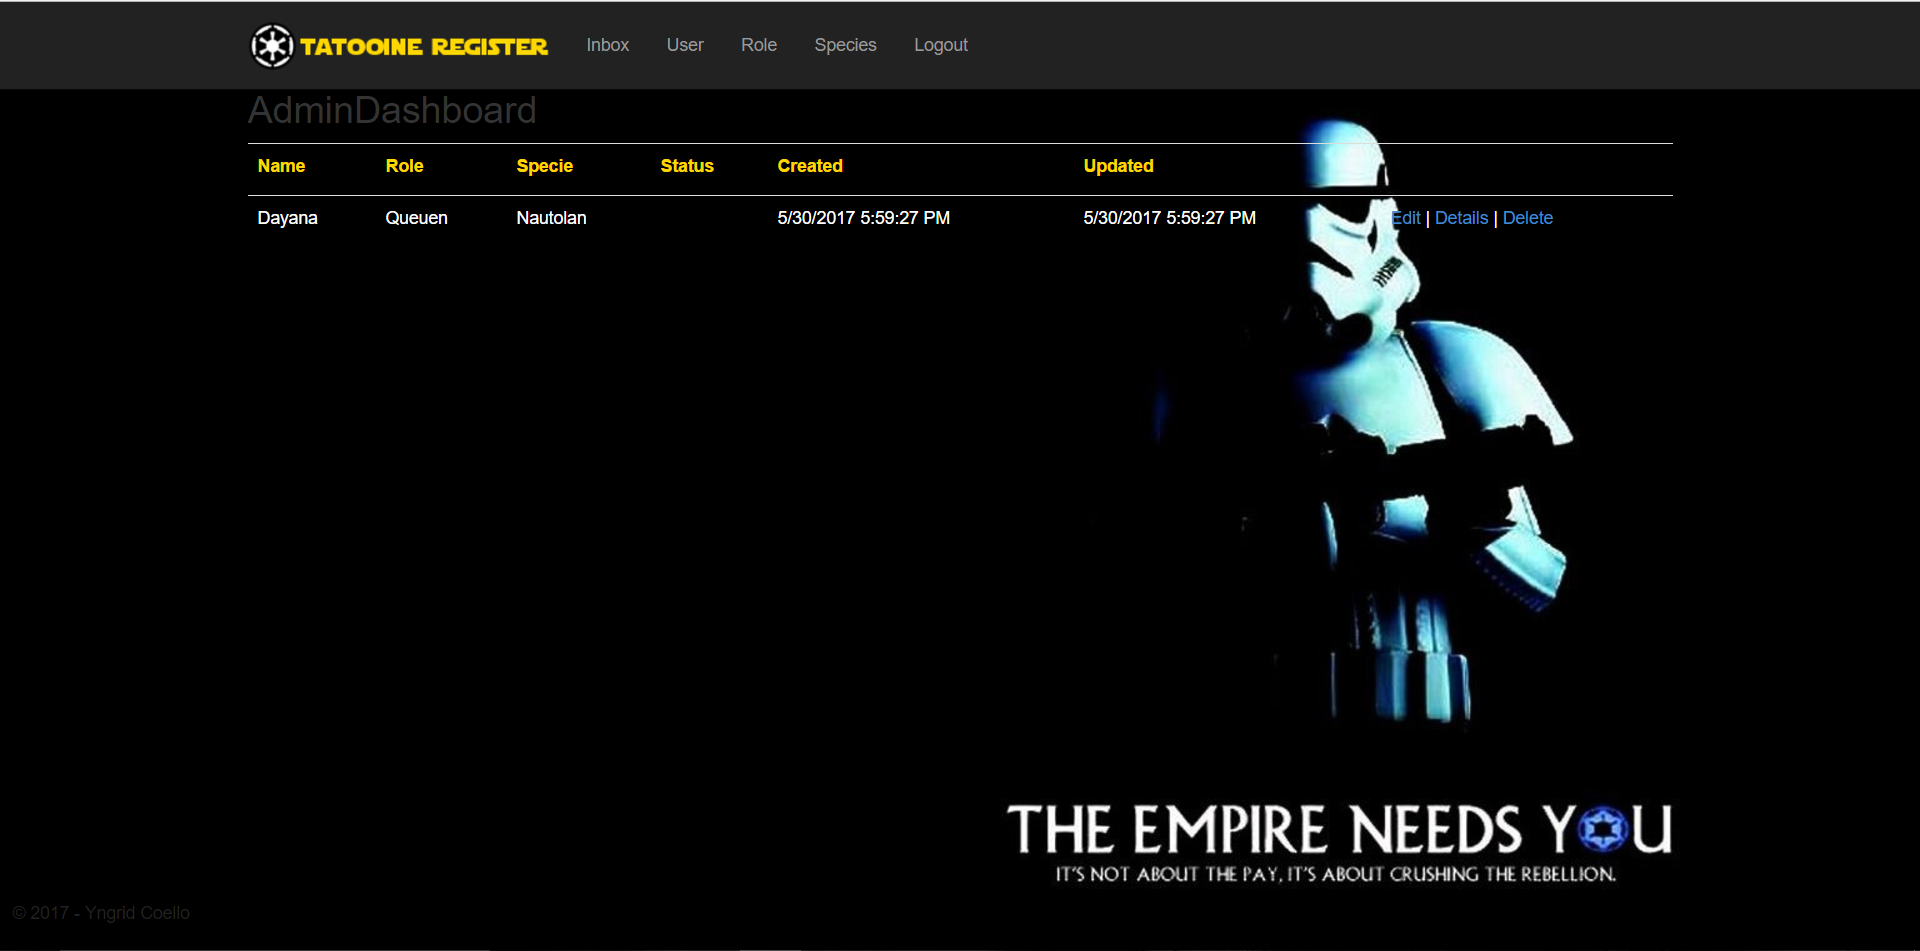 TATOOINE REGISTER Inbox User Role Species Logout
AdminDashboard
Name Role Specie Status Created Updated
Dayana Queuen Nautolan 5/30/2017 5:59:27 PM 5/30/2017 5:59:27 PM Edit | Details | Delete
THE EMPIRE NEEDS YOU
IT'S NOT ABOUT THE PAY, IT'S ABOUT CRUSHING THE REBELLION.
© 2017 - Yngrid Coello